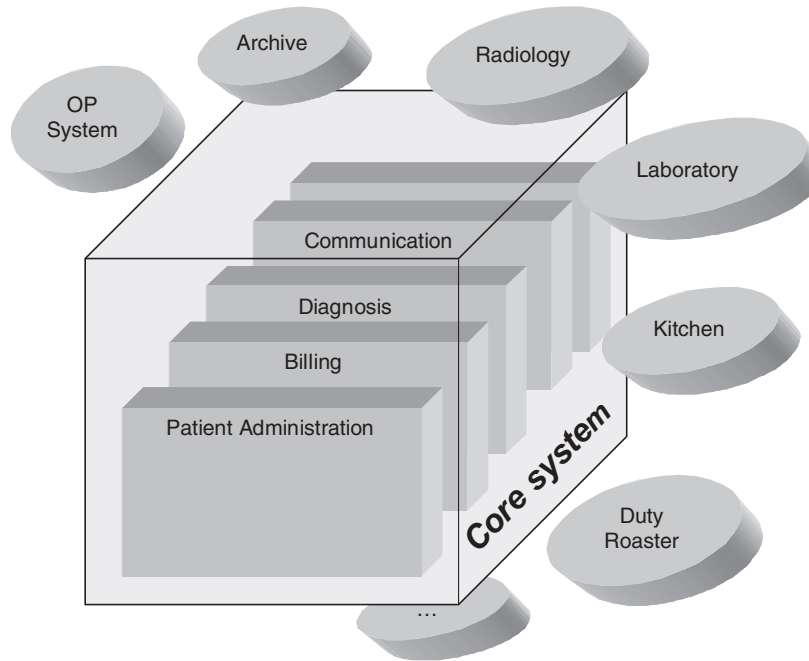 Archive
Radiology
OP
System
Laboratory
Communication
Diagnosis
Kitchen
Billing
Patient Administration
Core system
Duty
Roaster
...